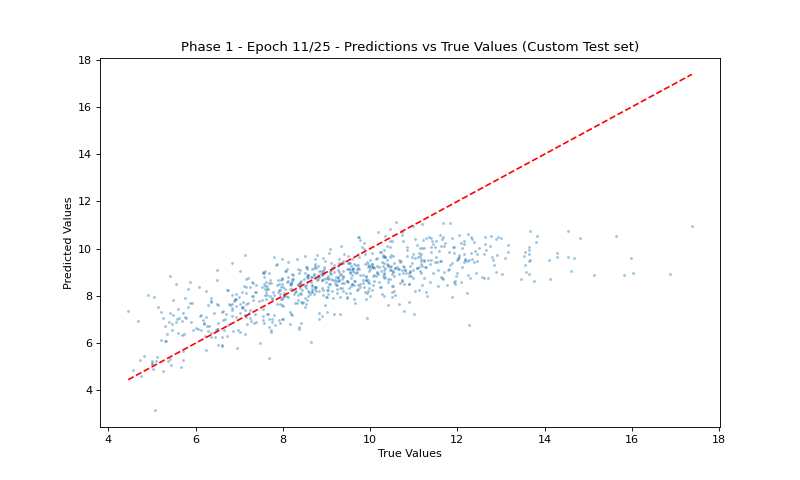 Phase 1 - Epoch 11/25 - Predictions vs True Values (Custom Test set)
18
16
14
12
10
8
6
4
Predicted Values
4 6 8 10 12 14 16 18
True Values